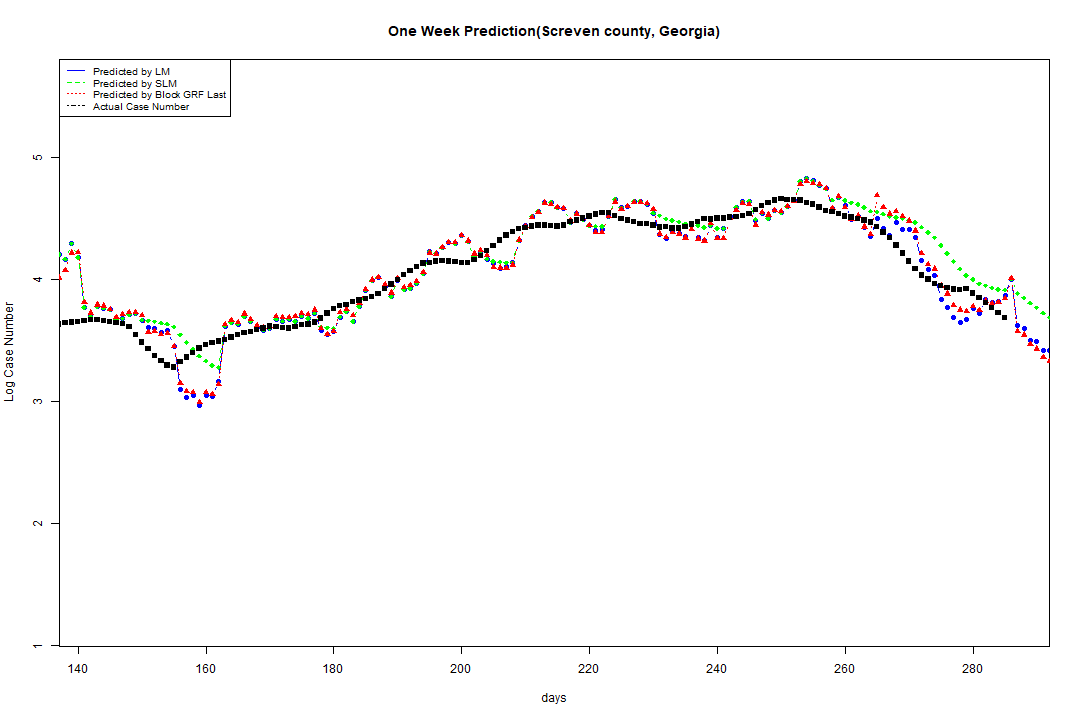 One Week Prediction(Screven county, Georgia)
Predicted by LM
Predicted by SLM
Predicted by Block GRF Last
Actual Case Number
5
4
3
2
1
Log Case Number
140 160 180 200 220 240 260 280
days